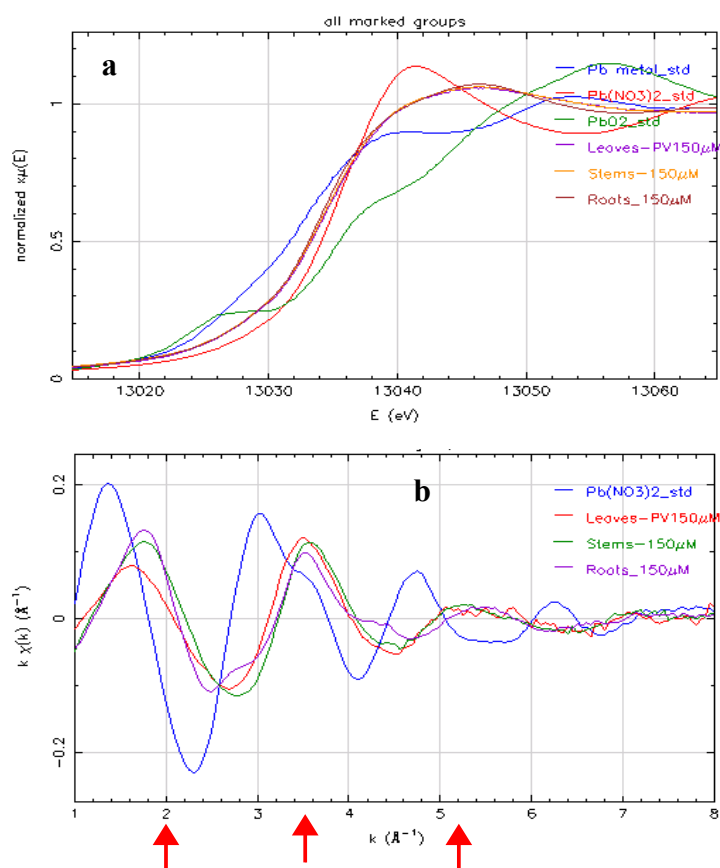 all marked groups
a
Pb metal_std
Pb(NO3)2_std
PbO2_std
Leaves-PV150μM
Stems-150μM
Roots_150μM
normalized xμ(E)
1
0.5
0
13020 13030 13040 13050 13060
E (eV)
b
Pb(NO3)2_std
Leaves-PV150μM
Stems-150μM
Roots_150μM
k χ(k) (Å⁻¹)
0.2
0
-0.2
1 2 3 4 5 6 7 8
k (Å⁻¹)